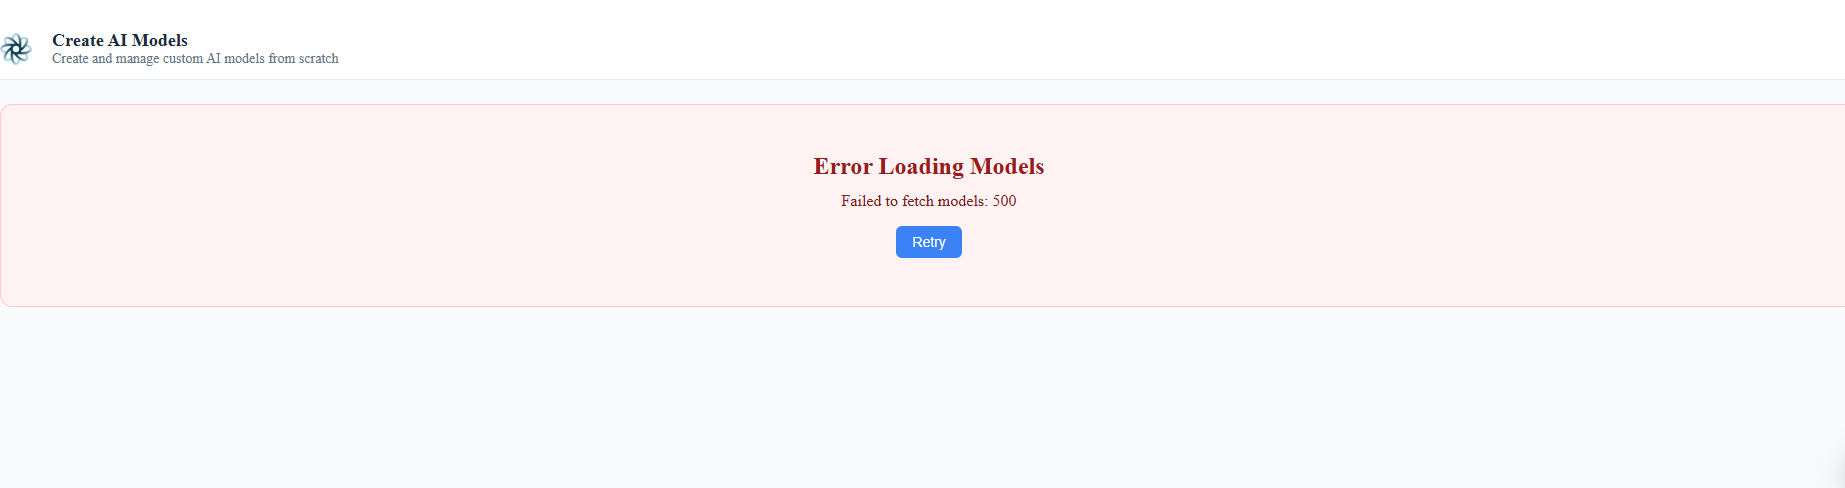 Create AI Models
Create and manage custom AI models from scratch
Error Loading Models
Failed to fetch models: 500
Retry